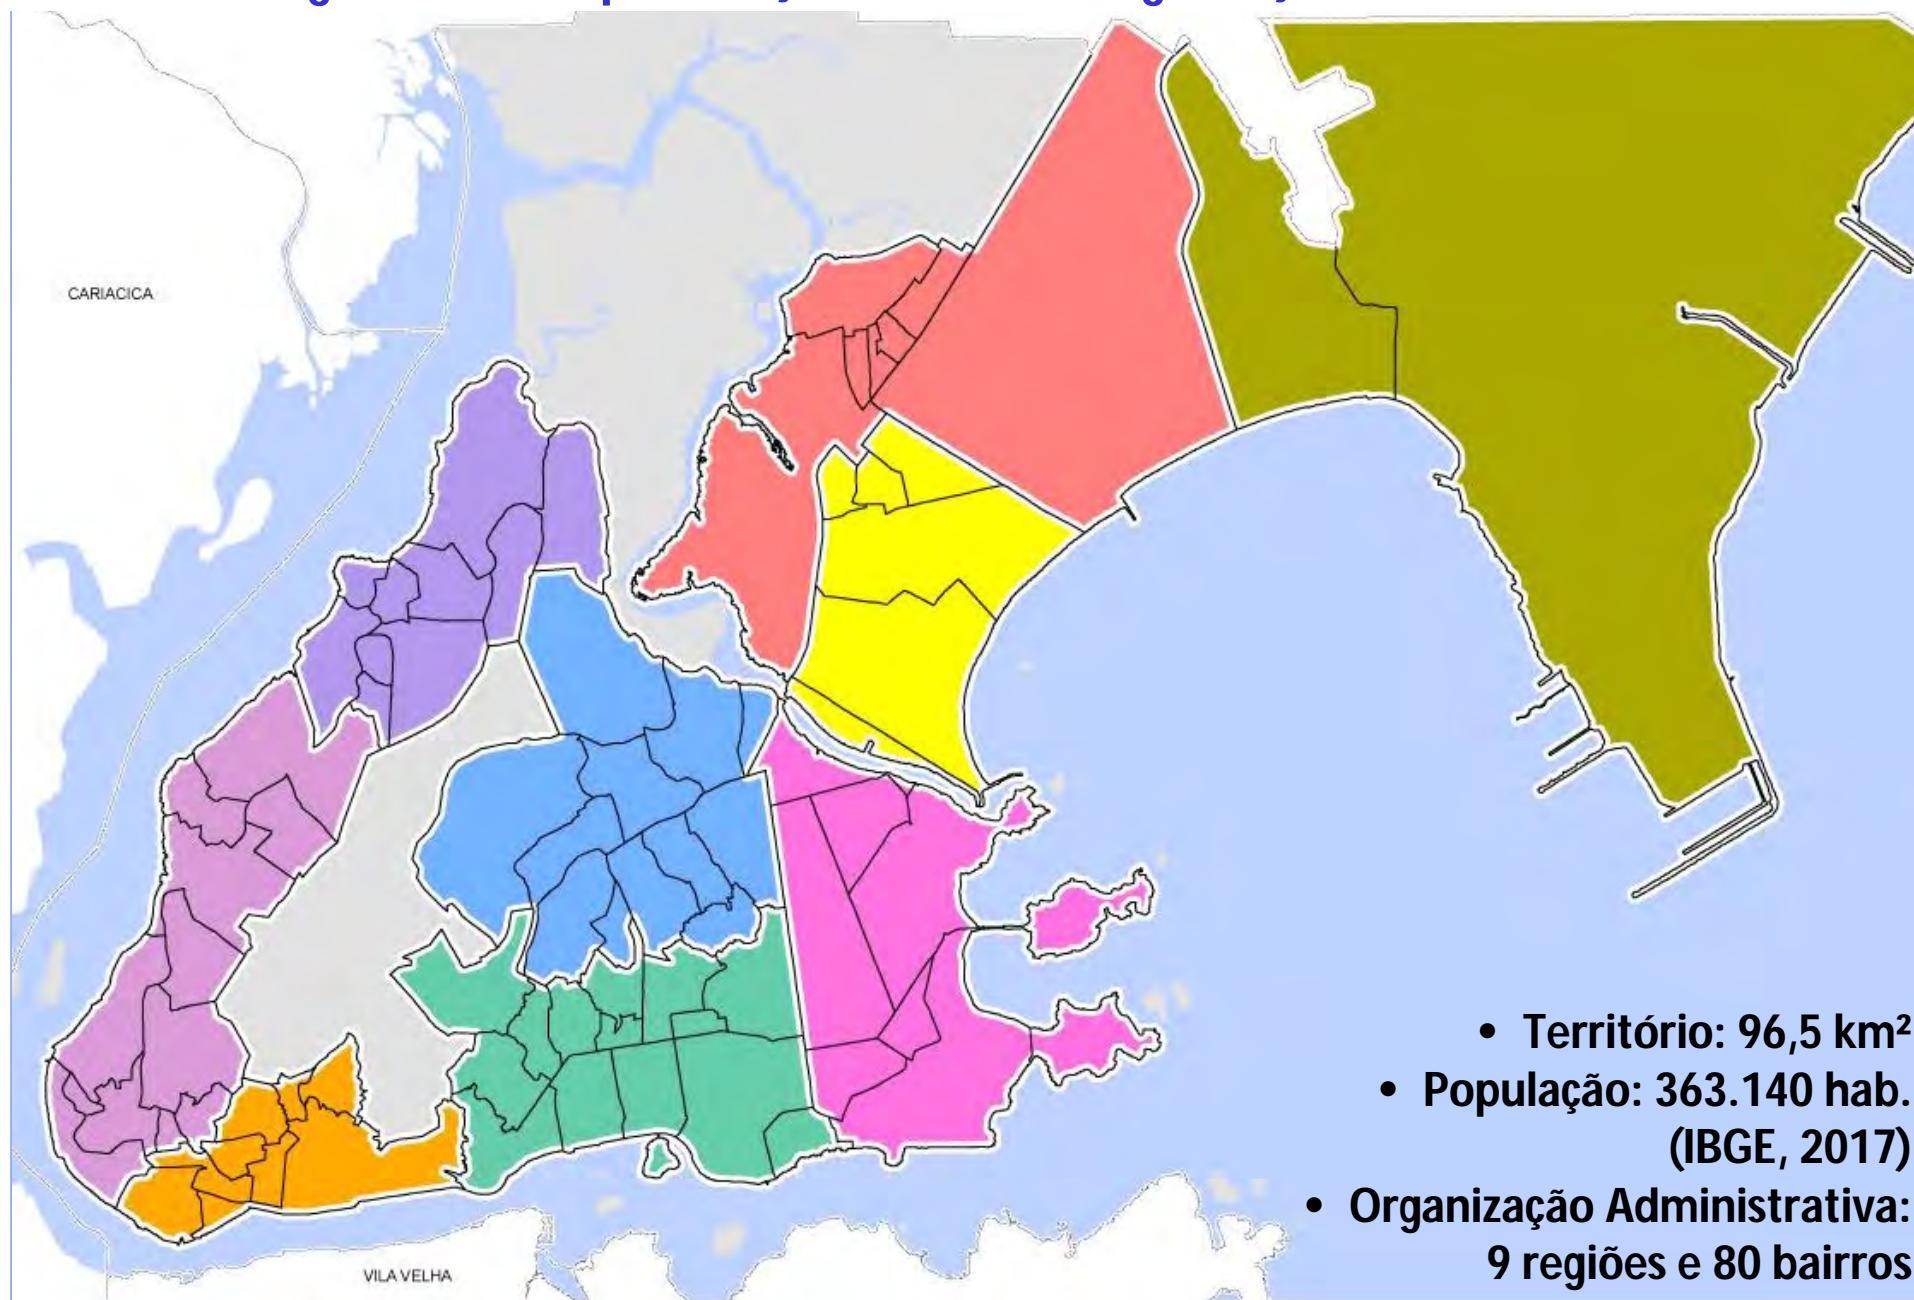 CARIACICA
• Território: 96,5 km²
• População: 363.140 hab.
(IBGE, 2017)
• Organização Administrativa:
9 regiões e 80 bairros
VILA VELHA